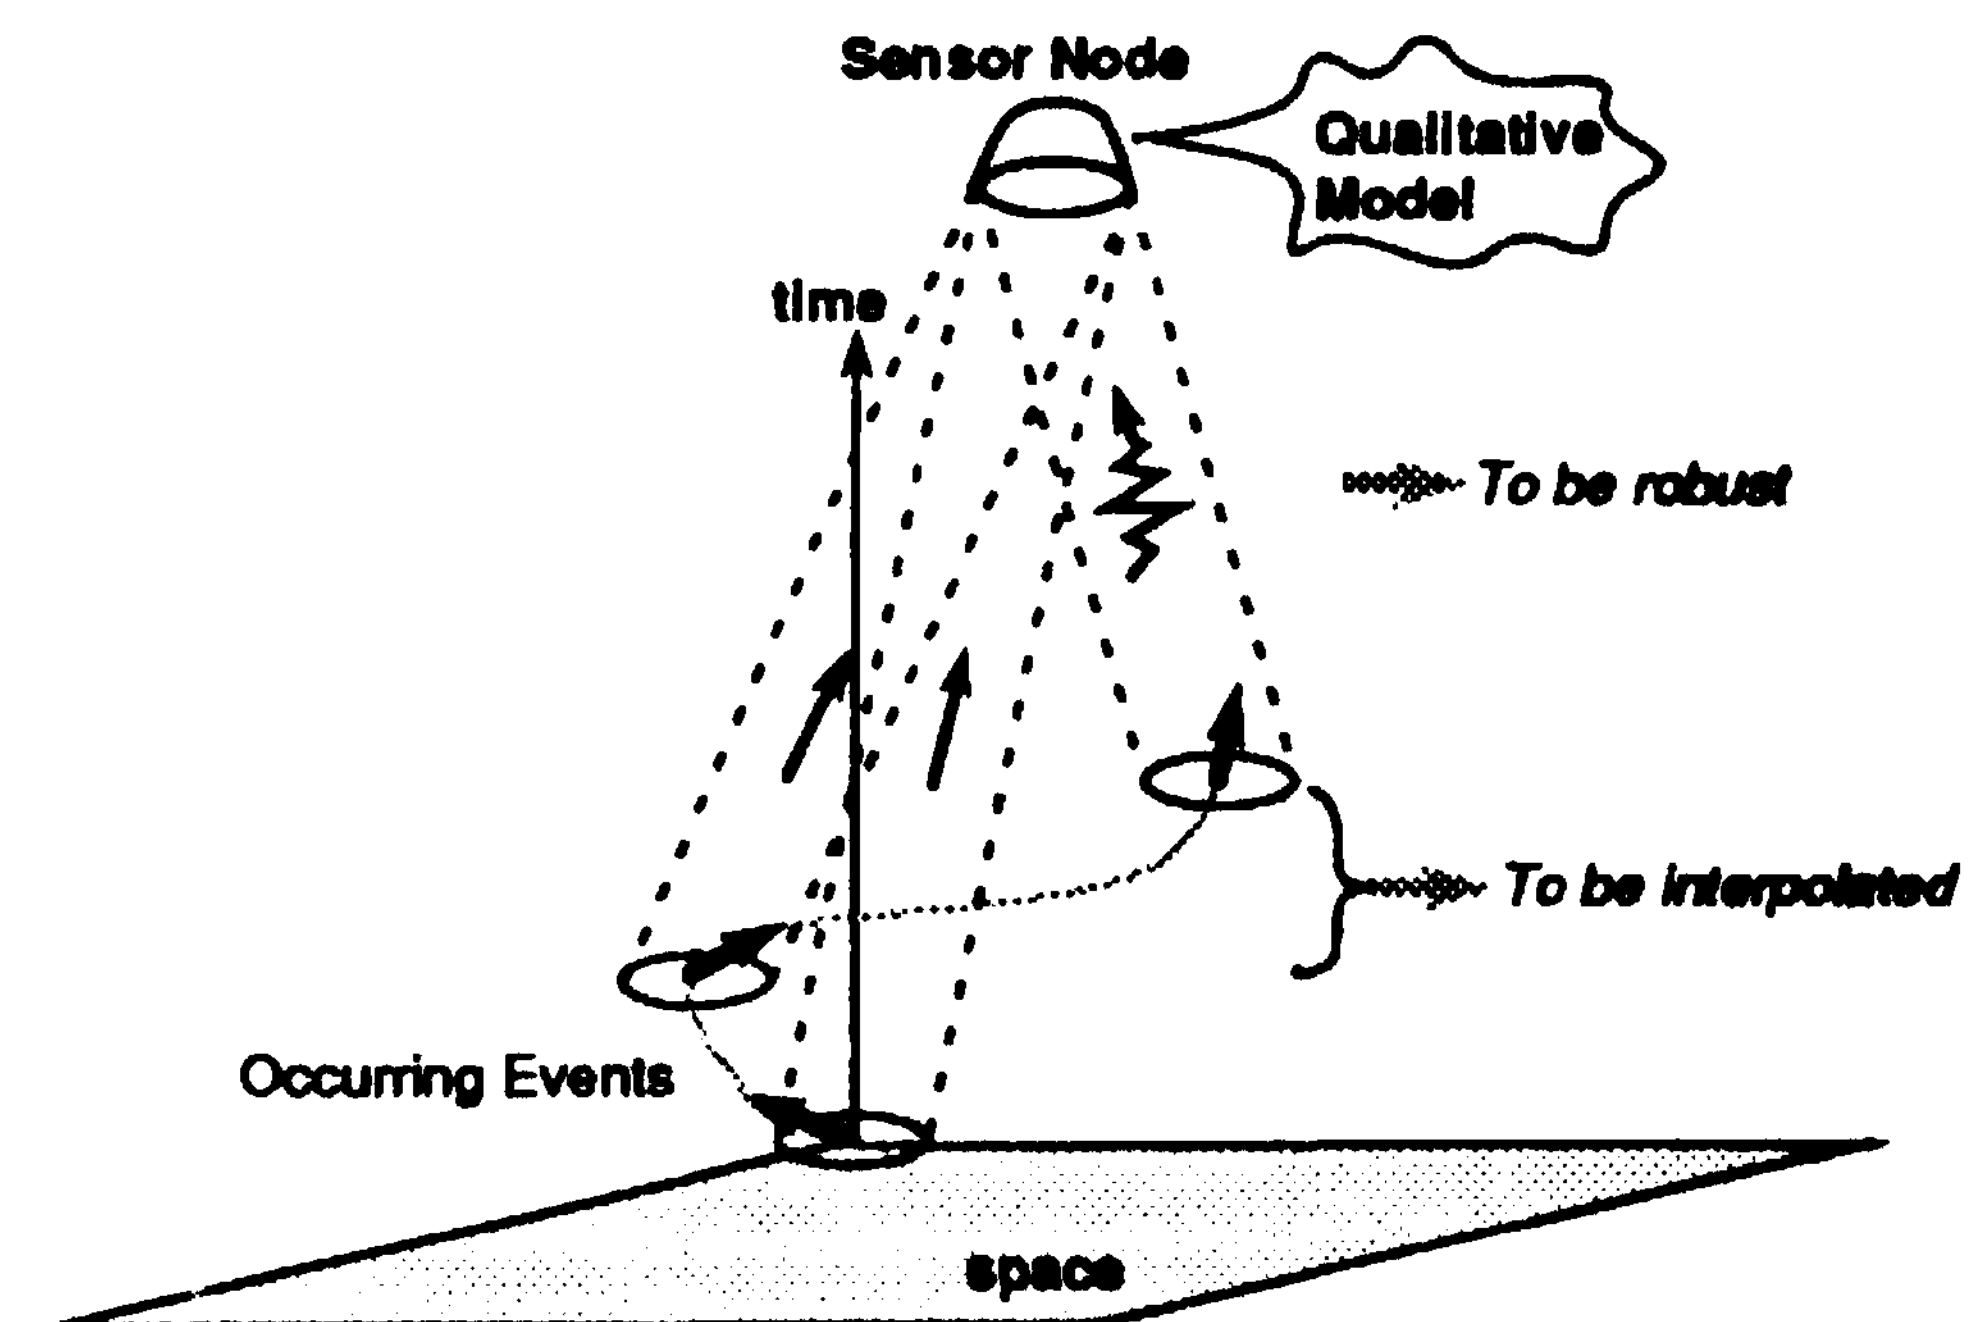 Sensor Node
Qualitative
Model
time
To be robust
To be interpolated
Occurring Events
space